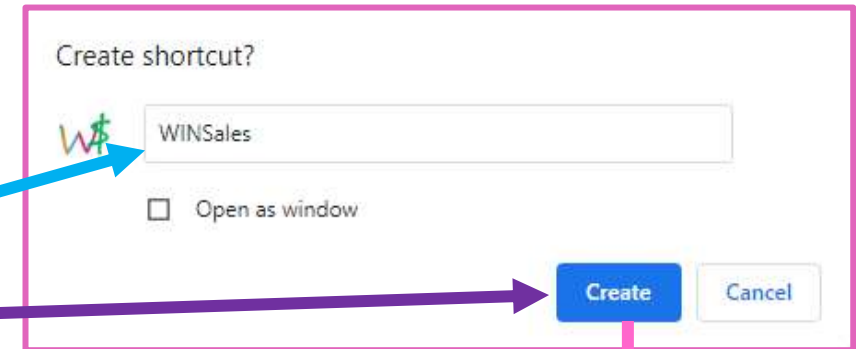 Create shortcut?
W$
WINSales
Open as window
Create Cancel